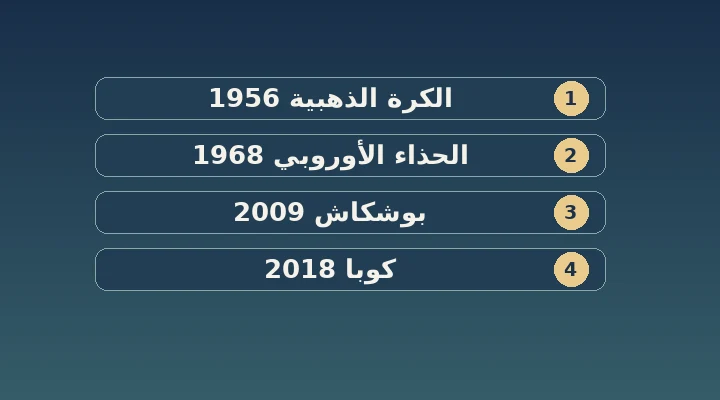 1 الكرة الذهبية 1956
2 الحذاء الأوروبي 1968
3 بوشكاش 2009
4 كوبا 2018